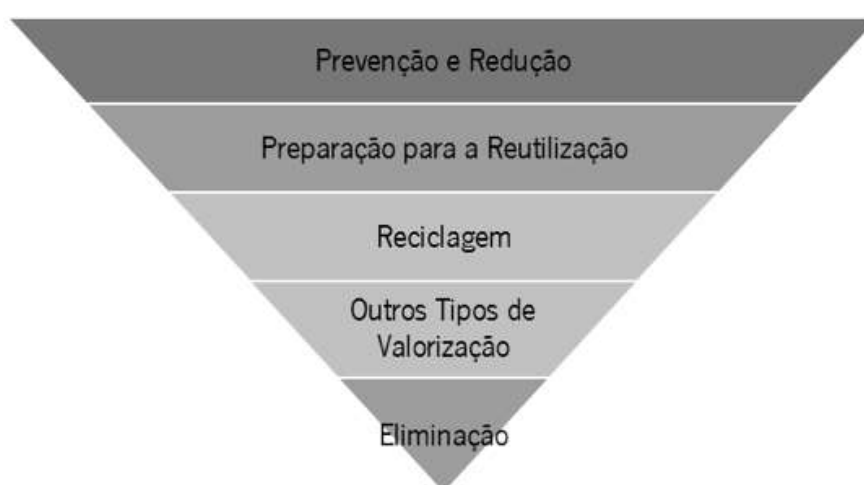 Prevenção e Redução
Preparação para a Reutilização
Reciclagem
Outros Tipos de
Valorização
Eliminação